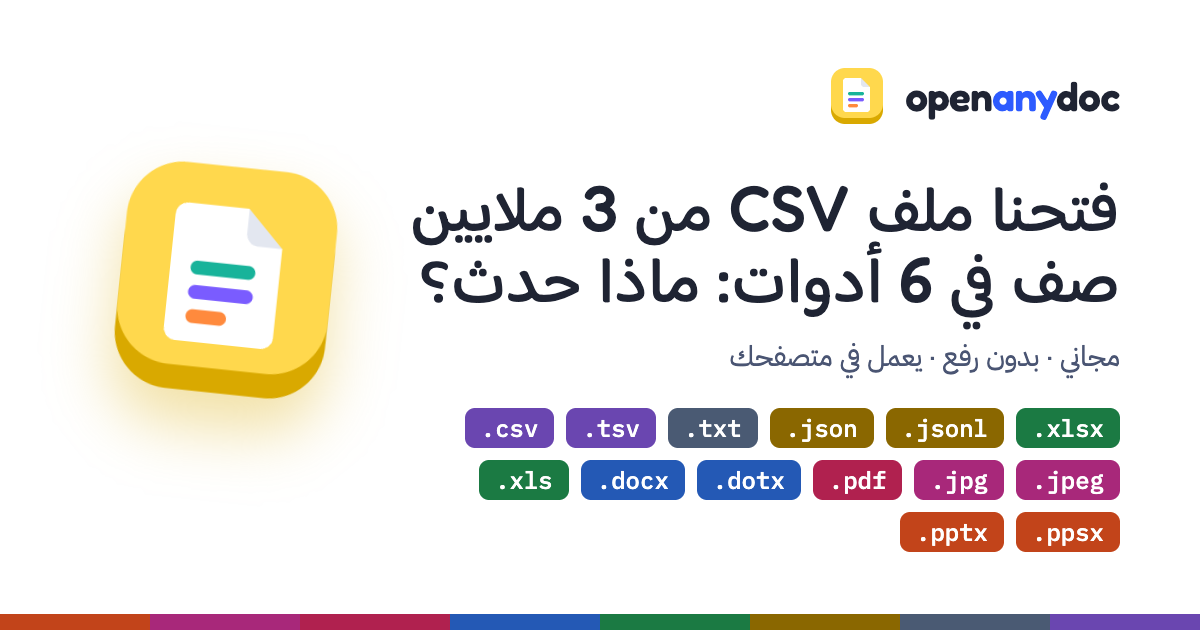 openanydoc
فتحنا ملف CSV من 3 ملايين
صف في 6 أدوات: ماذا حدث؟
مجاني · بدون رفع · يعمل في متصفحك
.csv .tsv .txt .json .jsonl .xlsx
.xls .docx .dotx .pdf .jpg .jpeg
.pptx .ppsx